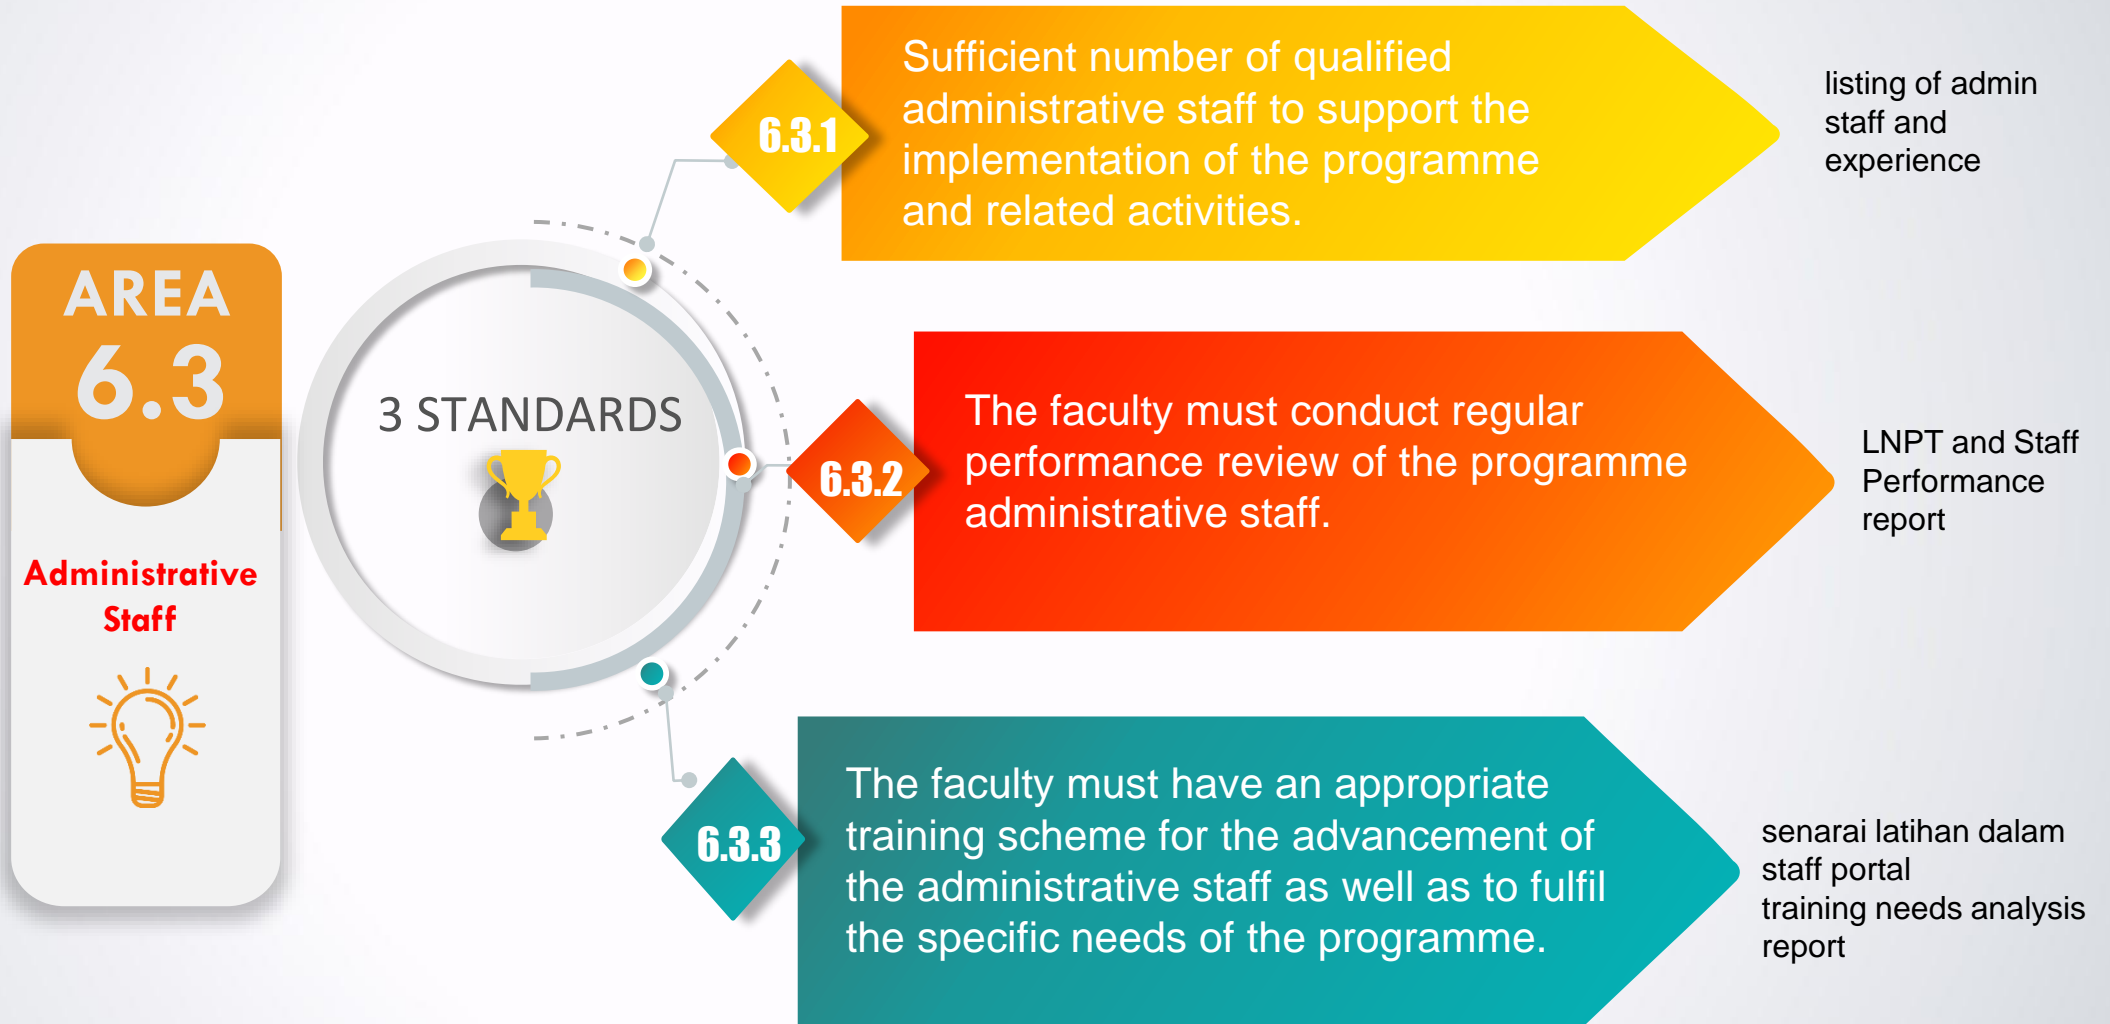 AREA
6.3
Administrative
Staff
3 STANDARDS
6.3.1
Sufficient number of qualified
administrative staff to support the
implementation of the programme
and related activities.
listing of admin
staff and
experience
6.3.2
The faculty must conduct regular
performance review of the programme
administrative staff.
LNPT and Staff
Performance
report
6.3.3
The faculty must have an appropriate
training scheme for the advancement of
the administrative staff as well as to fulfil
the specific needs of the programme.
senarai latihan dalam
staff portal
training needs analysis
report